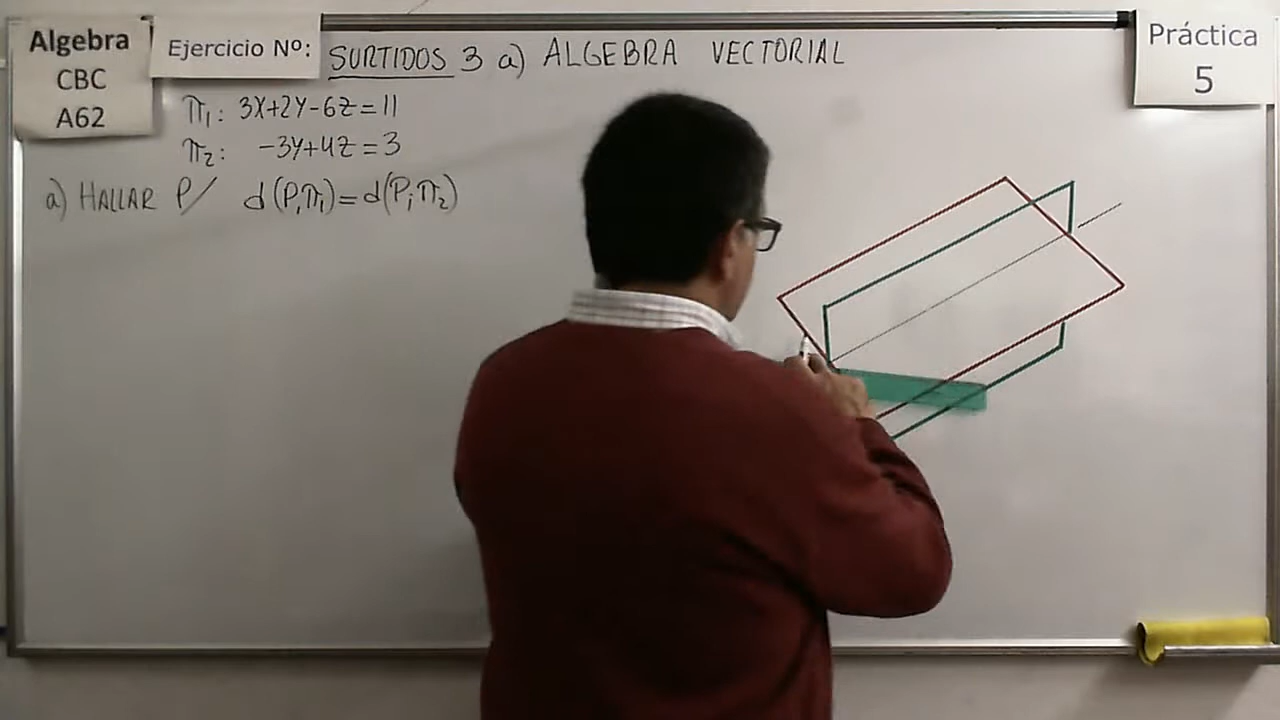 Algebra
CBC
A62
Ejercicio Nº:
SURTIDOS 3 a) ALGEBRA VECTORIAL
Práctica
5
π₁: 3X+2Y-6Z=11
π₂: -3Y+4Z=3
a) HALLAR P/ d(P,π₁)=d(P;π₂)